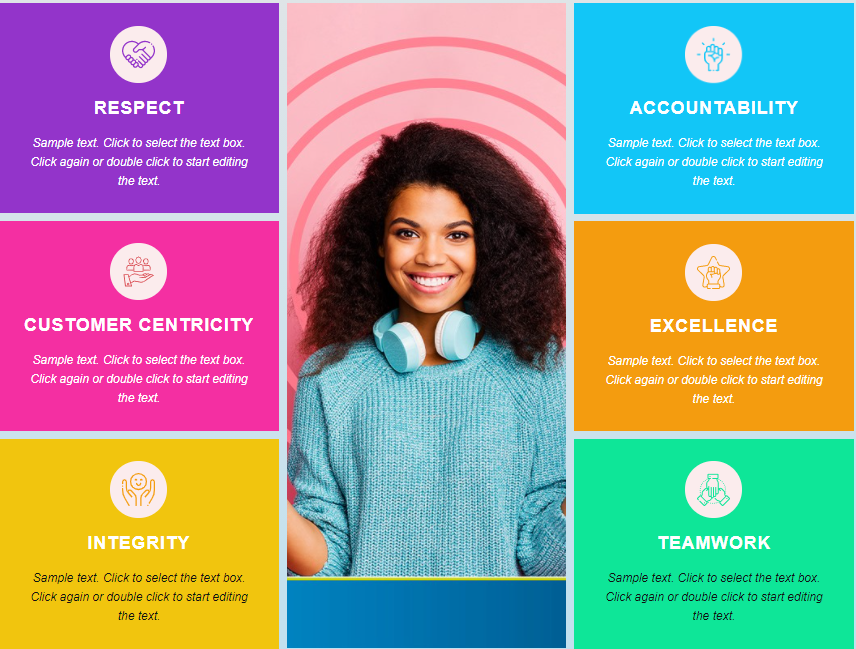 RESPECT
Sample text. Click to select the text box.
Click again or double click to start editing
the text.
CUSTOMER CENTRICITY
Sample text. Click to select the text box.
Click again or double click to start editing
the text.
INTEGRITY
Sample text. Click to select the text box.
Click again or double click to start editing
the text.
ACCOUNTABILITY
Sample text. Click to select the text box.
Click again or double click to start editing
the text.
EXCELLENCE
Sample text. Click to select the text box.
Click again or double click to start editing
the text.
TEAMWORK
Sample text. Click to select the text box.
Click again or double click to start editing
the text.